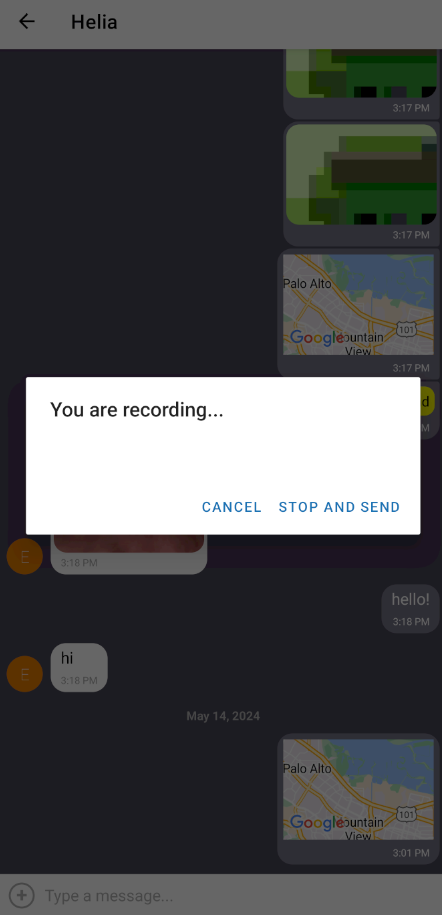 Helia
3:17 PM
3:17 PM
Palo Alto
101
Google
ountain
View
3:17 PM
d
M
You are recording...
CANCEL
STOP AND SEND
E
3:18 PM
hello!
3:18 PM
hi
E
3:18 PM
May 14, 2024
Palo Alto
101
Google
ountain
View
3:01 PM
Type a message...